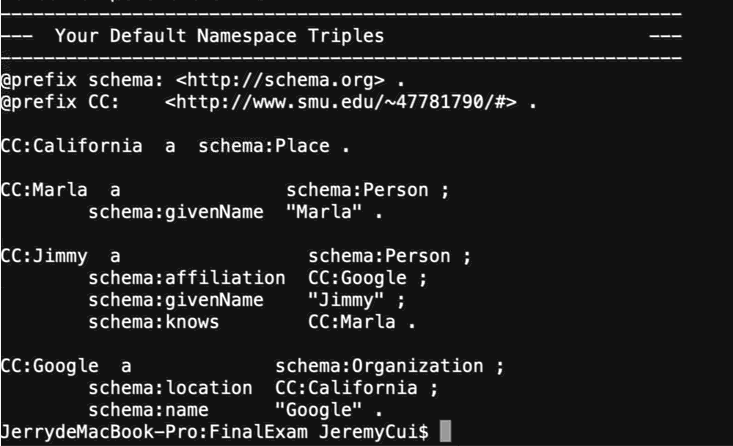 ---  Your Default Namespace Triples                        ---
--------------------------------------------------------------
@prefix schema: <http://schema.org> .
@prefix CC:    <http://www.smu.edu/~47781790/#> .
CC:California  a  schema:Place .
CC:Marla  a               schema:Person ;
        schema:givenName  "Marla" .
CC:Jimmy  a                 schema:Person ;
        schema:affiliation  CC:Google ;
        schema:givenName    "Jimmy" ;
        schema:knows        CC:Marla .
CC:Google  a             schema:Organization ;
        schema:location  CC:California ;
        schema:name      "Google" .
JerrydeMacBook-Pro:FinalExam JeremyCui$